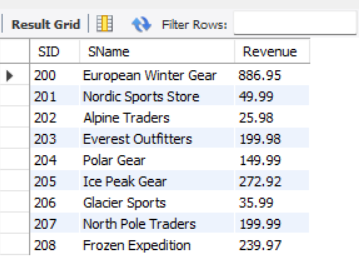 Result Grid Filter Rows:
SID SName Revenue
200 European Winter Gear 886.95
201 Nordic Sports Store 49.99
202 Alpine Traders 25.98
203 Everest Outfitters 199.98
204 Polar Gear 149.99
205 Ice Peak Gear 272.92
206 Glacier Sports 35.99
207 North Pole Traders 199.99
208 Frozen Expedition 239.97